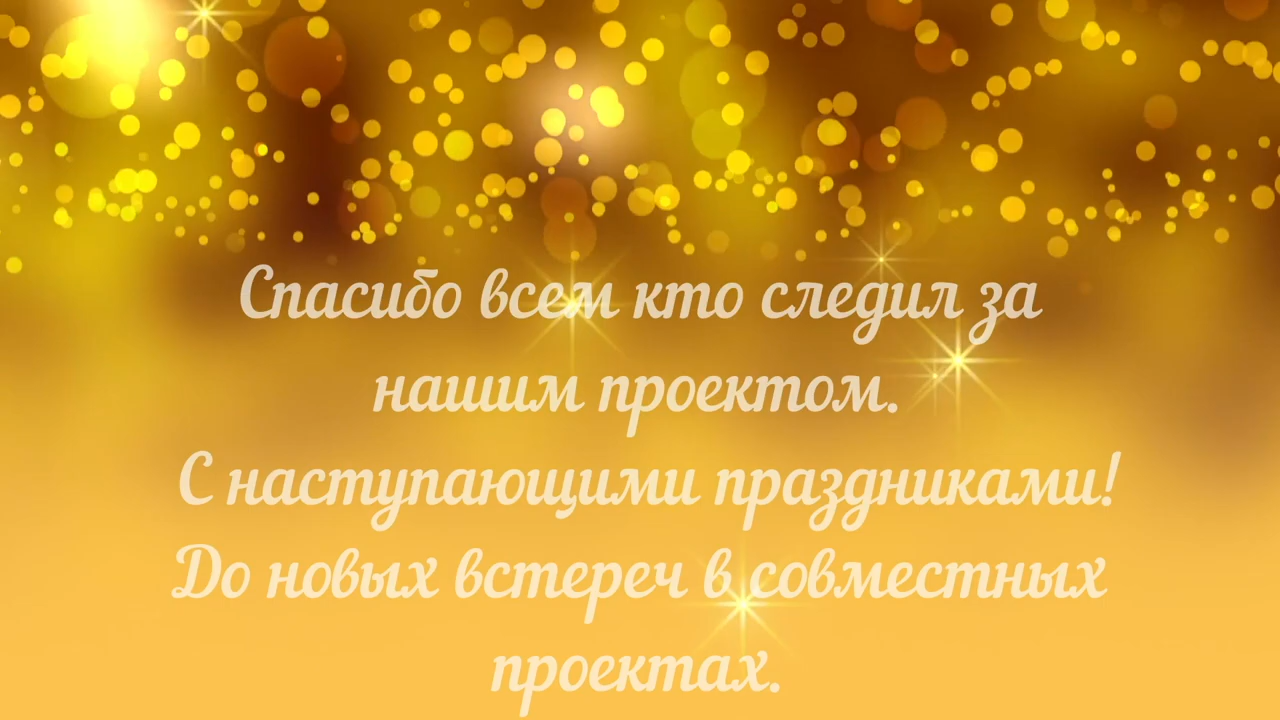 Спасибо всем кто следил за
нашим проектом.
С наступающими праздниками!
До новых встереч в совместных
проектах.